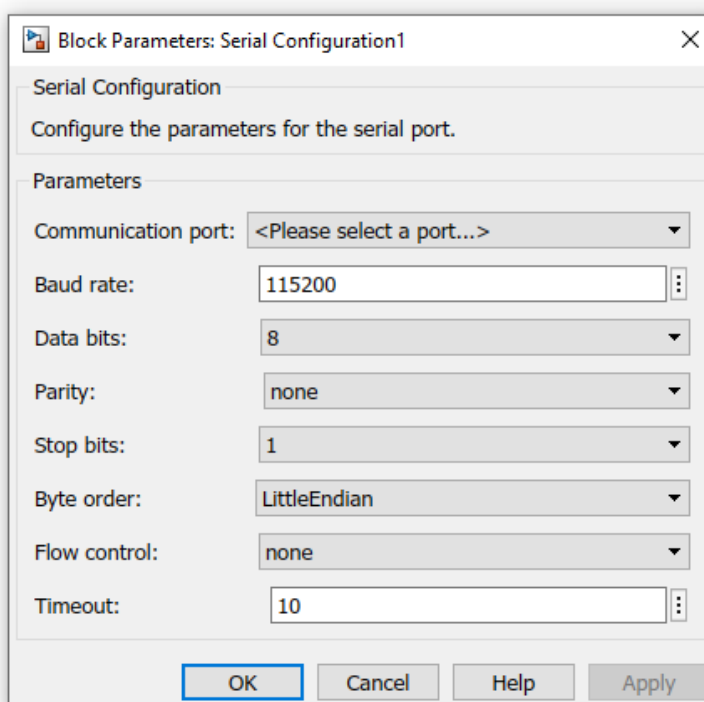 Block Parameters: Serial Configuration1
Serial Configuration
Configure the parameters for the serial port.
Parameters
Communication port: <Please select a port...>
Baud rate: 115200
Data bits: 8
Parity: none
Stop bits: 1
Byte order: LittleEndian
Flow control: none
Timeout: 10
OK Cancel Help Apply